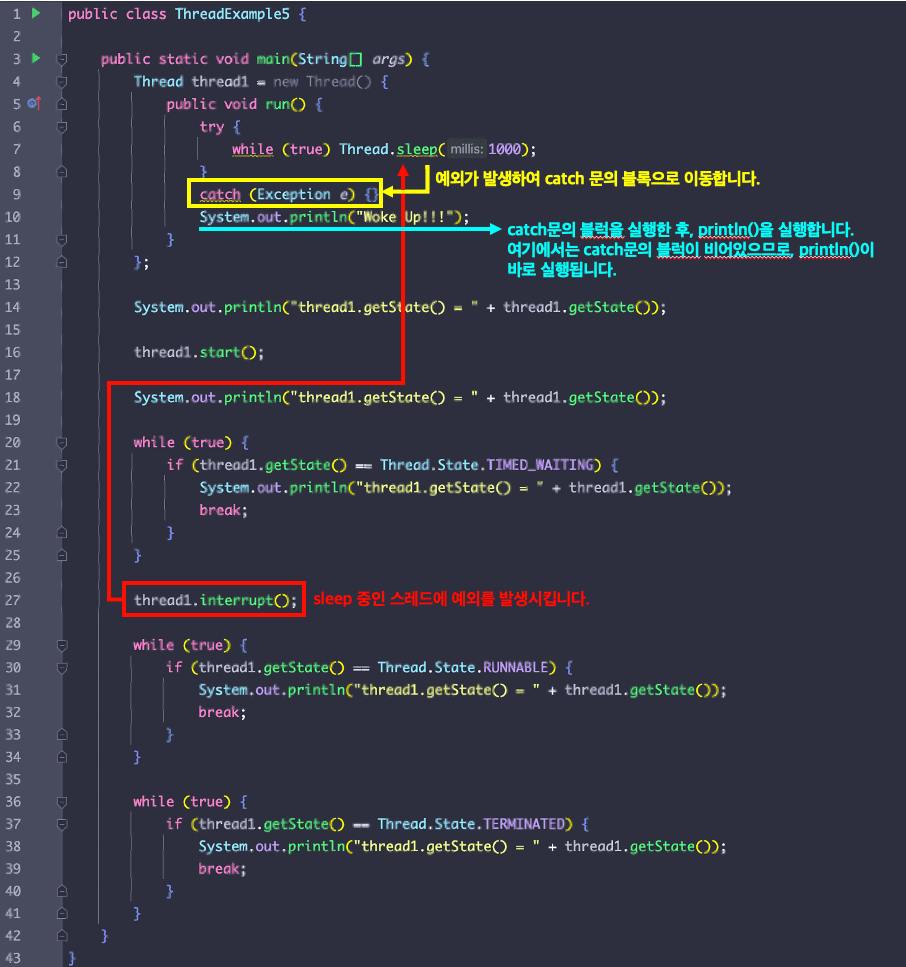 1 public class ThreadExample5 {
2
3 public static void main(String[] args) {
4 Thread thread1 = new Thread() {
5 public void run() {
6 try {
7 while (true) Thread.sleep( millis: 1000);
8 }
예외가 발생하여 catch 문의 블록으로 이동합니다.
9 catch (Exception e) {}
10 System.out.println("Woke Up!!!");
catch문의 블럭을 실행한 후, println()을 실행합니다.
여기에서는 catch문의 블럭이 비어있으므로, println()이
바로 실행됩니다.
11 }
12 };
13
14 System.out.println("thread1.getState() = " + thread1.getState());
15
16 thread1.start();
17
18 System.out.println("thread1.getState() = " + thread1.getState());
19
20 while (true) {
21 if (thread1.getState() == Thread.State.TIMED_WAITING) {
22 System.out.println("thread1.getState() = " + thread1.getState());
23 break;
24 }
25 }
26
27 thread1.interrupt(); sleep 중인 스레드에 예외를 발생시킵니다.
28
29 while (true) {
30 if (thread1.getState() == Thread.State.RUNNABLE) {
31 System.out.println("thread1.getState() = " + thread1.getState());
32 break;
33 }
34 }
35
36 while (true) {
37 if (thread1.getState() == Thread.State.TERMINATED) {
38 System.out.println("thread1.getState() = " + thread1.getState());
39 break;
40 }
41 }
42 }
43 }